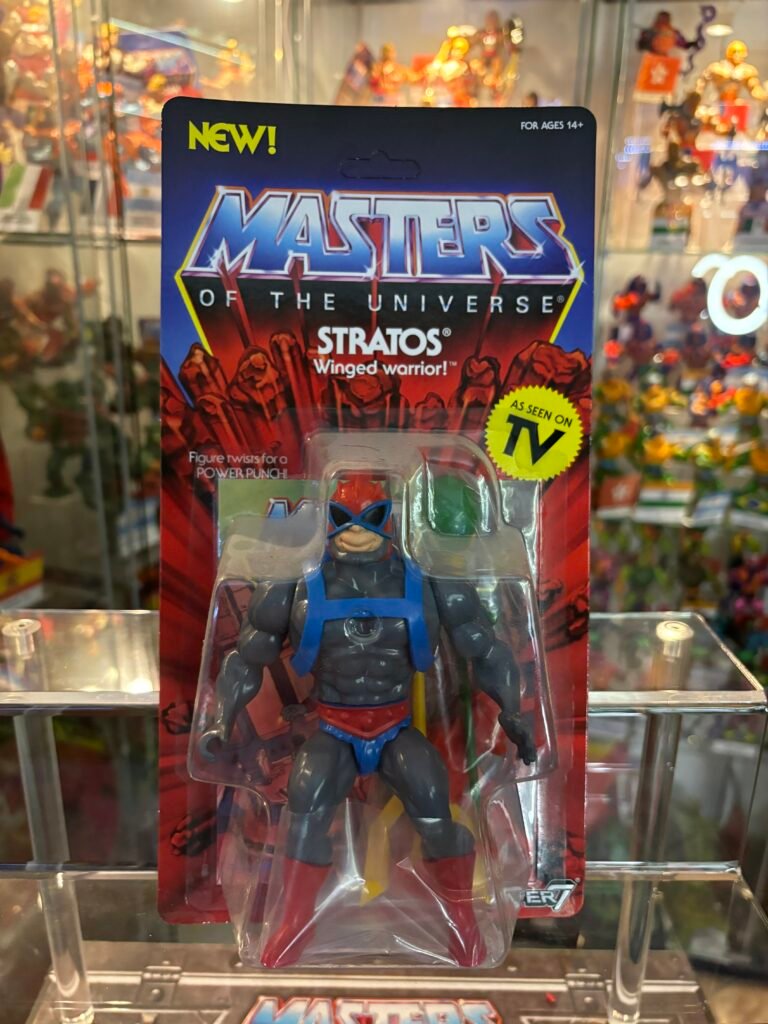 NEW!
FOR AGES 14+
MASTERS
OF THE UNIVERSE®
STRATOS®
Winged warrior!™
AS SEEN ON
TV
Figure twists for a
POWER PUNCH!
MASTERS